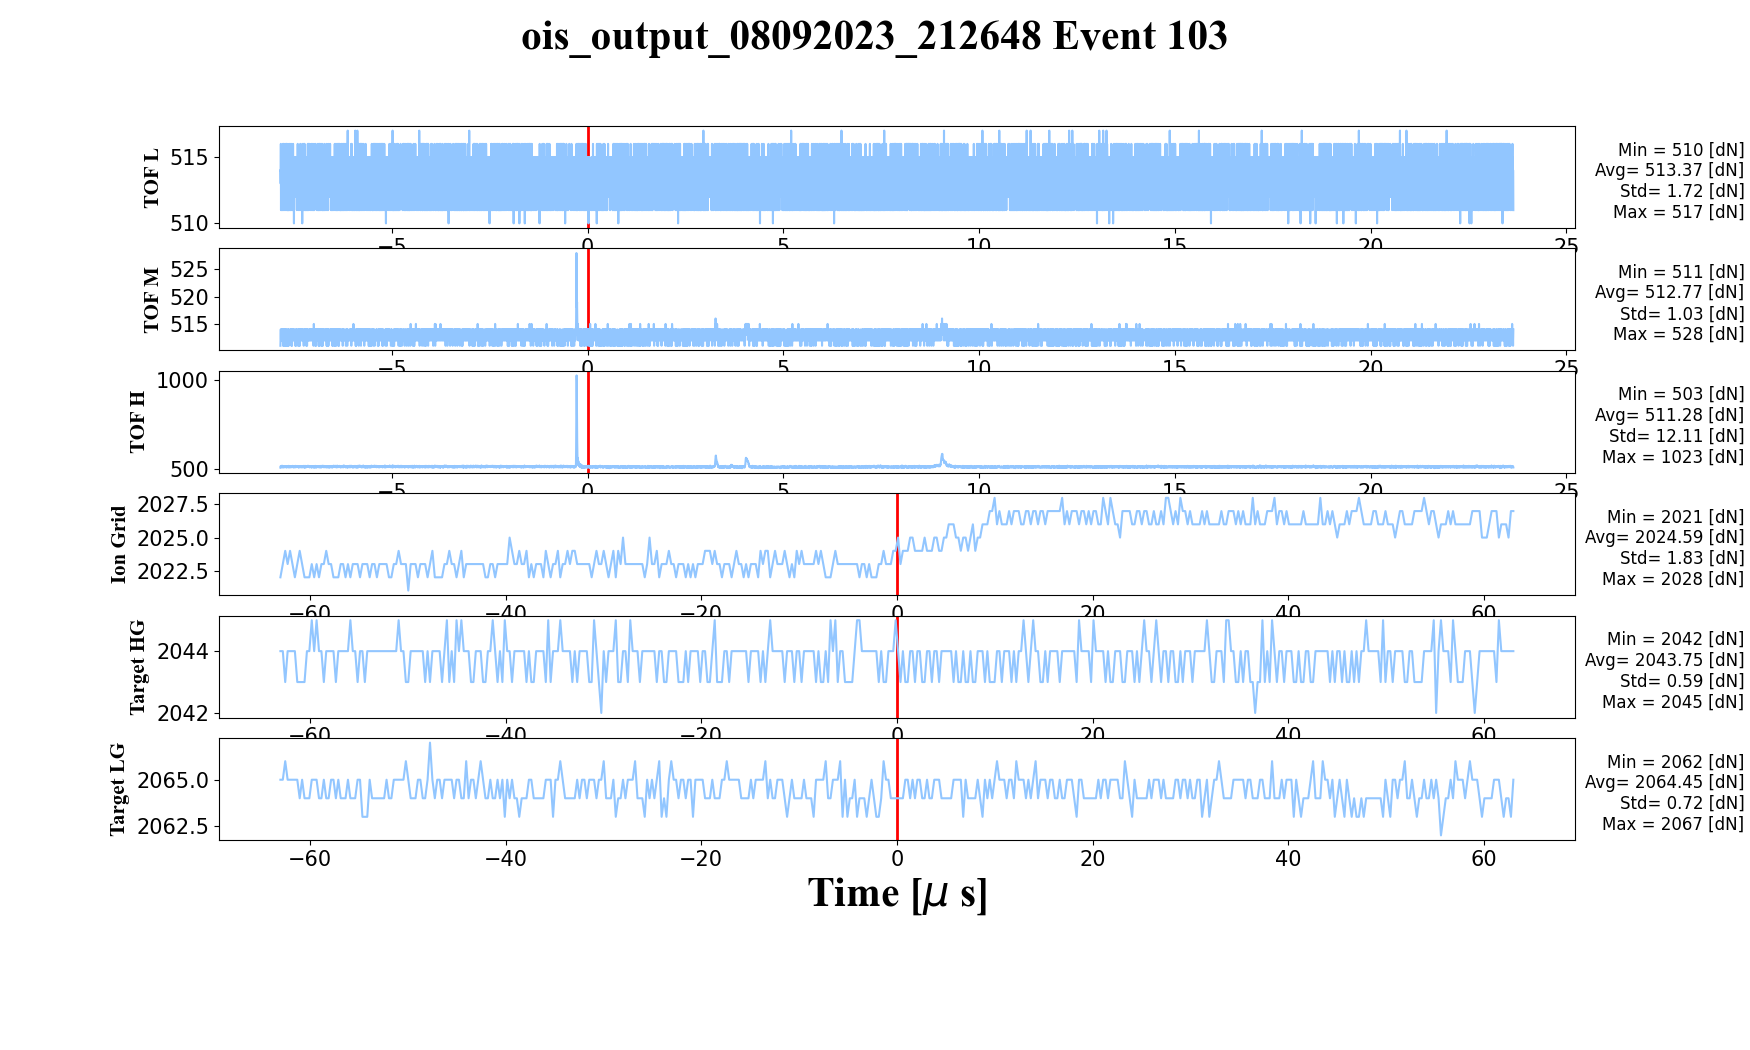 ois_output_08092023_212648 Event 103
TOF L
515
510
−5
0
5
10
15
20
25
Min = 510 [dN]
Avg= 513.37 [dN]
Std= 1.72 [dN]
Max = 517 [dN]
TOF M
525
520
515
−5
0
5
10
15
20
25
Min = 511 [dN]
Avg= 512.77 [dN]
Std= 1.03 [dN]
Max = 528 [dN]
TOF H
1000
500
−5
0
5
10
15
20
25
Min = 503 [dN]
Avg= 511.28 [dN]
Std= 12.11 [dN]
Max = 1023 [dN]
Ion Grid
2027.5
2025.0
2022.5
−60
−40
−20
0
20
40
60
Min = 2021 [dN]
Avg= 2024.59 [dN]
Std= 1.83 [dN]
Max = 2028 [dN]
Target HG
2044
2042
−60
−40
−20
0
20
40
60
Min = 2042 [dN]
Avg= 2043.75 [dN]
Std= 0.59 [dN]
Max = 2045 [dN]
Target LG
2065.0
2062.5
−60
−40
−20
0
20
40
60
Min = 2062 [dN]
Avg= 2064.45 [dN]
Std= 0.72 [dN]
Max = 2067 [dN]
Time [μ s]